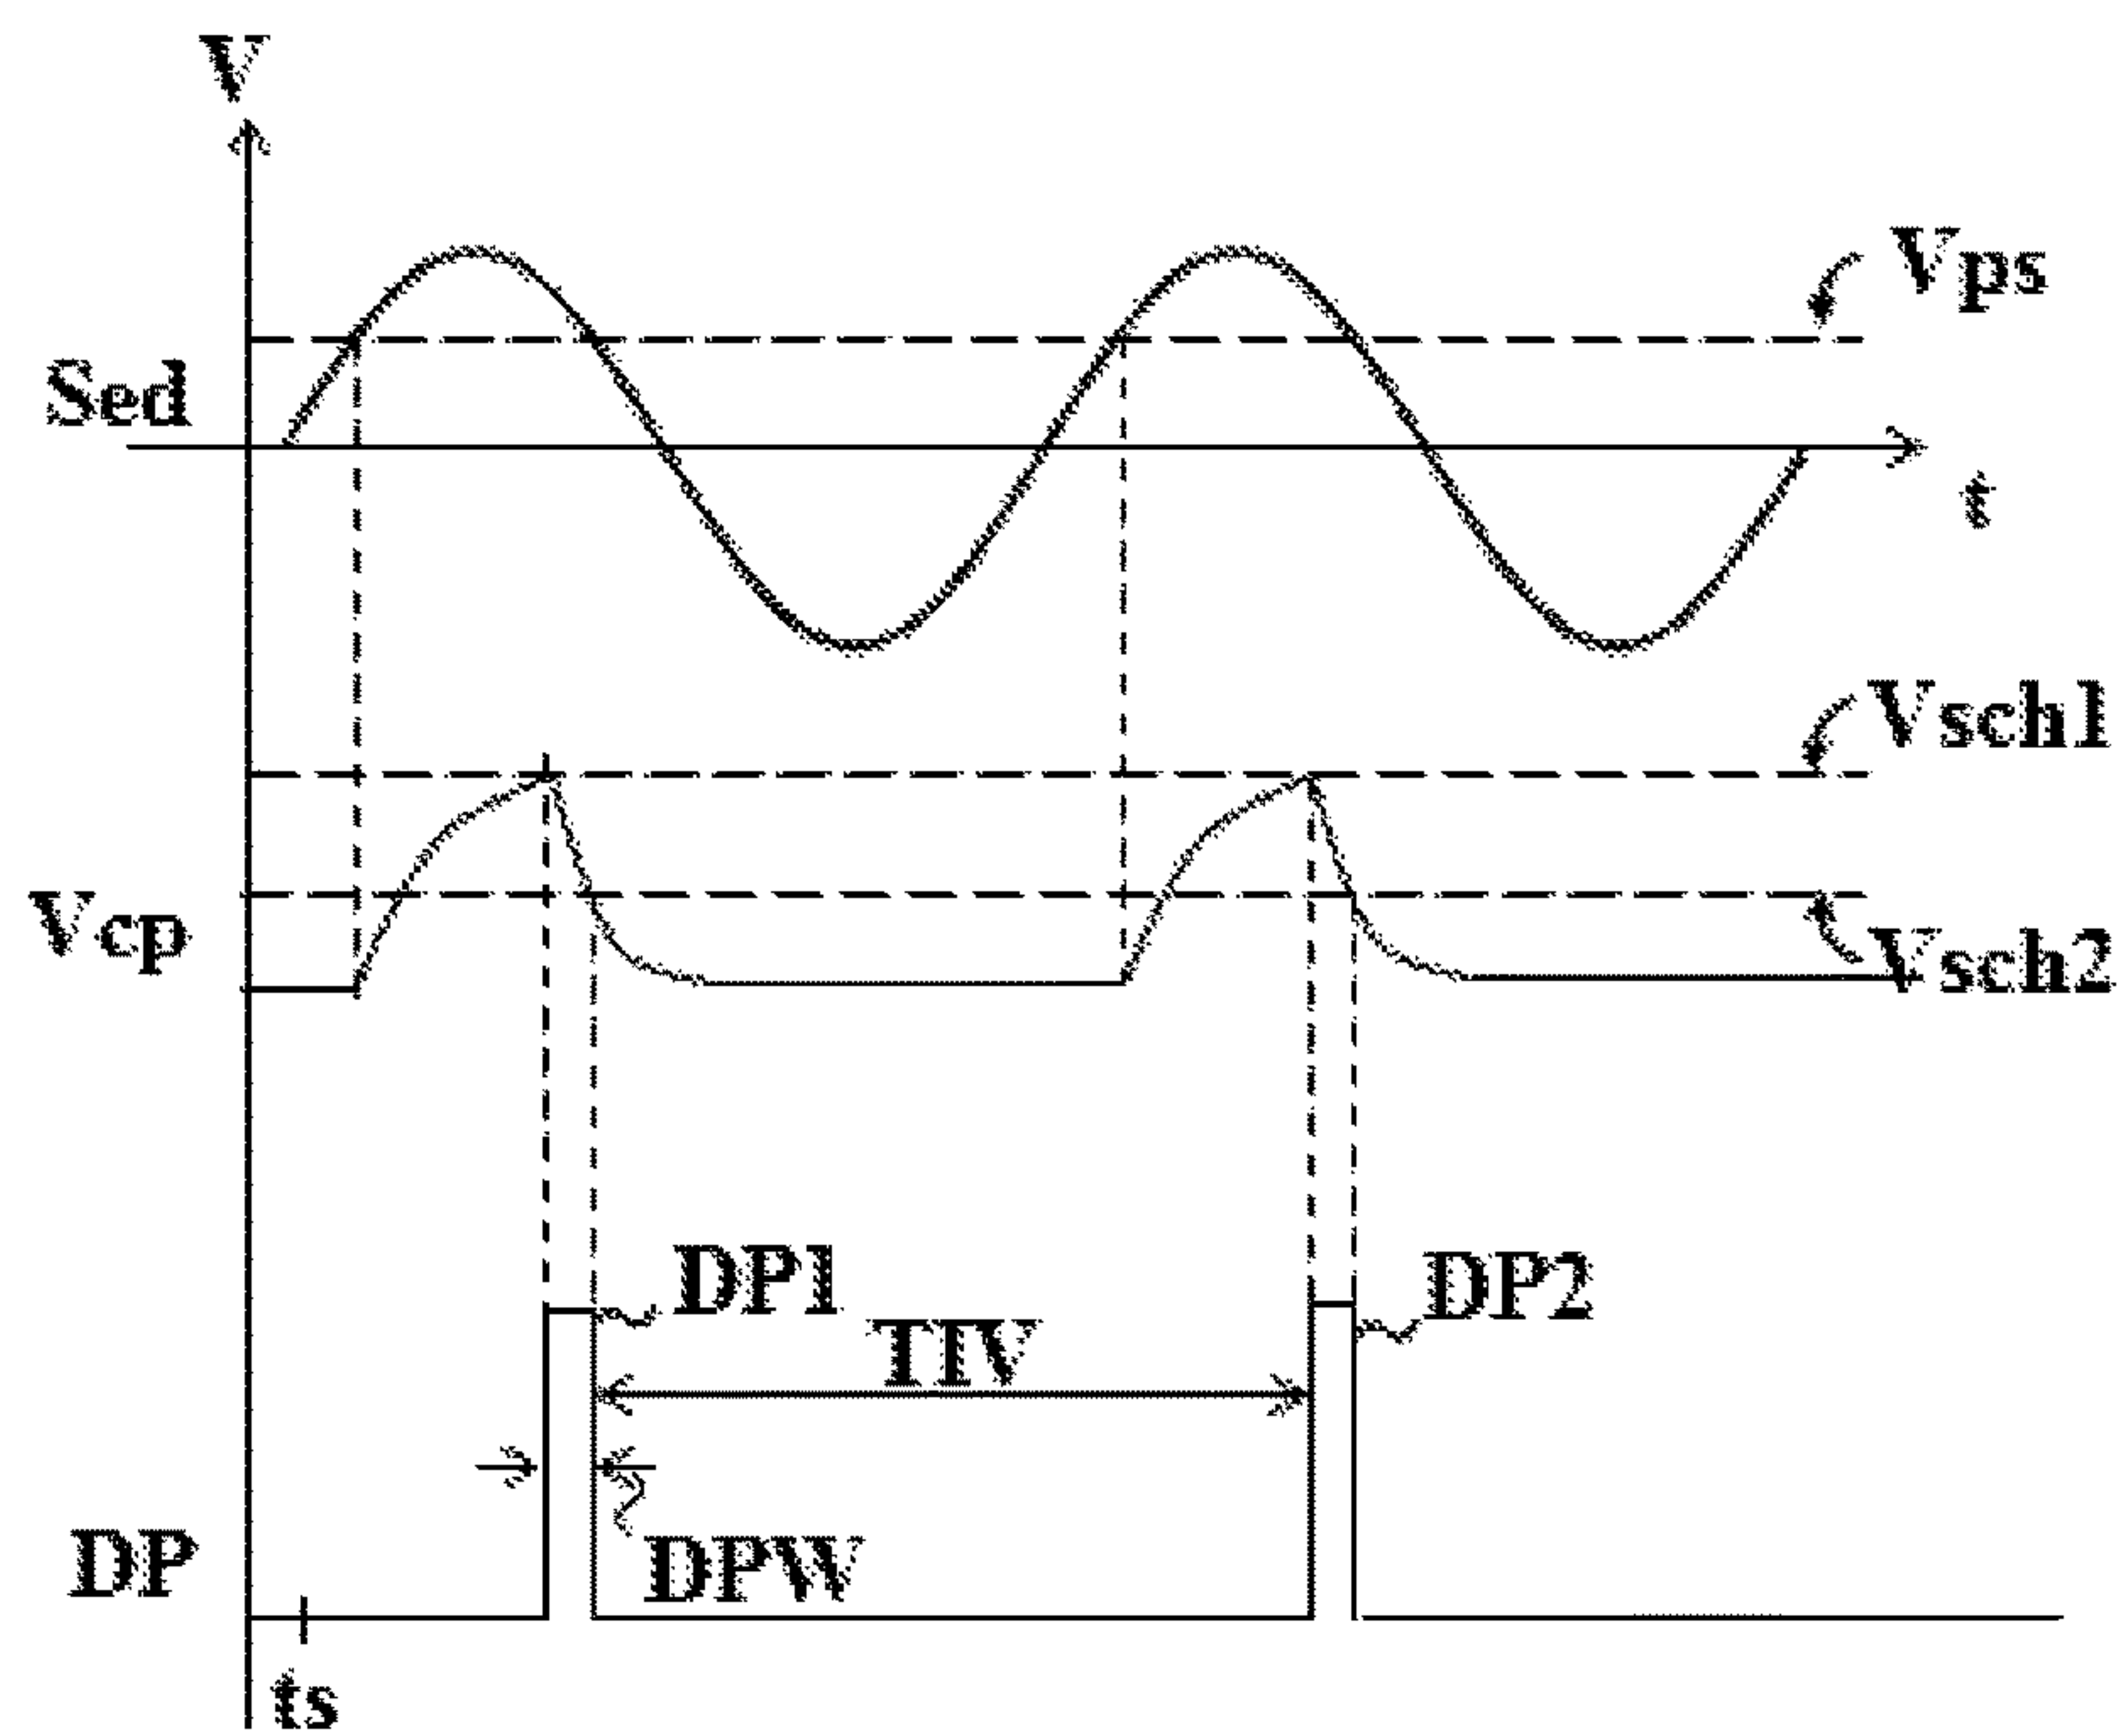 V
Vps
Sed
t
Vsch1
Vcp
Vsch2
DP1
DP2
TIV
DP
DPW
ts